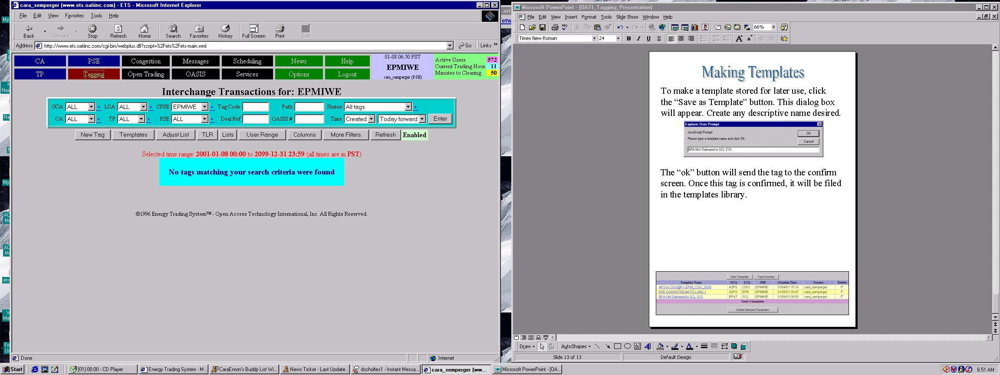 cara_semperger (www.ets.oatiinc.com) - ETS - Microsoft Internet Explorer
File Edit View Favorites Tools Help
Back Forward Stop Refresh Home Search Favorites History Full Screen Print Edit
Address http://www.ets.oatiinc.com/cgi-bin/webplus.dll?script=%2Fets%2Fets-main.wml Go Links »
CA PSE Congestion Messages Scheduling News Help
TP Tagging Open Trading OASIS Services Options Logout
01-08 06:50 PST
EPMIWE
cara_semperger (PSE)
Active Users 572
Current Trading Hour 11
Minutes to Clearing 50
Interchange Transactions for: EPMIWE
GCA ALL * LCA ALL * CPSE EPMIWE * Tag Code Path Status All tags *
CA ALL * TP ALL * PSE ALL * Deal Ref OASIS # Time Created Today forward Enter
New Tag Templates Adjust List TLR Lists User Range Columns More Filters Refresh Enabled
Selected time range: 2001-01-08 00:00 to 2099-12-31 23:59 (all times are in PST)
No tags matching your search criteria were found
©1996 Energy Trading System™ - Open Access Technology International, Inc. All Rights Reserved.
Done Internet
Microsoft PowerPoint - [OATI_Tagging_Presentation]
File Edit View Insert Format Tools Slide Show Window Help
66%
Times New Roman 24 B I U S
Making Templates
To make a template stored for later use, click
the “Save as Template” button. This dialog box
will appear. Create any descriptive name desired.
Explorer User Prompt
JavaScript Prompt:
OK
Please type a template name and click OK.
Cancel
BPA NW Delivered to SCL SYS
The “ok” button will send the tag to the confirm
screen. Once this tag is confirmed, it will be filed
in the templates library.
New Template Tag Summary
Template Name GCA LCA PSE Creation Time Creator Delete
APS to CISO@PV EPMI_CISO_5000 AZPS CISO EPMIWE 01/04/01 15:10 cara_semperger
EPE DOWNSTREAM TO LUNA ;) AZPS EPE EPMIWE 01/05/01 09:47 cara_semperger
BPA NW Delivered to SCL SYS BPAT SCL EPMIWE 01/08/01 08:50 cara_semperger
Total: 3 templates
Delete Selected Templates
Draw AutoShapes
Slide 13 of 13 Default Design
Start [01] 00:00 - CD Player Energy Trading System - M... CaraEnron's Buddy List Wi... News Ticker - Last Update... dscholtes1 - Instant Messa... cara_semperger (ww... Microsoft PowerPoint - [OA... 6:51 AM